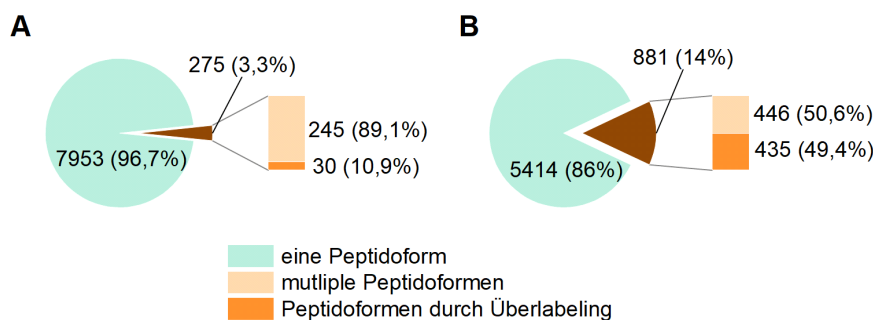 A
B
275 (3,3%)
881 (14%)
245 (89,1%)
446 (50,6%)
7953 (96,7%)
30 (10,9%)
5414 (86%)
435 (49,4%)
eine Peptidoform
mutliple Peptidoformen
Peptidoformen durch Überlabeling